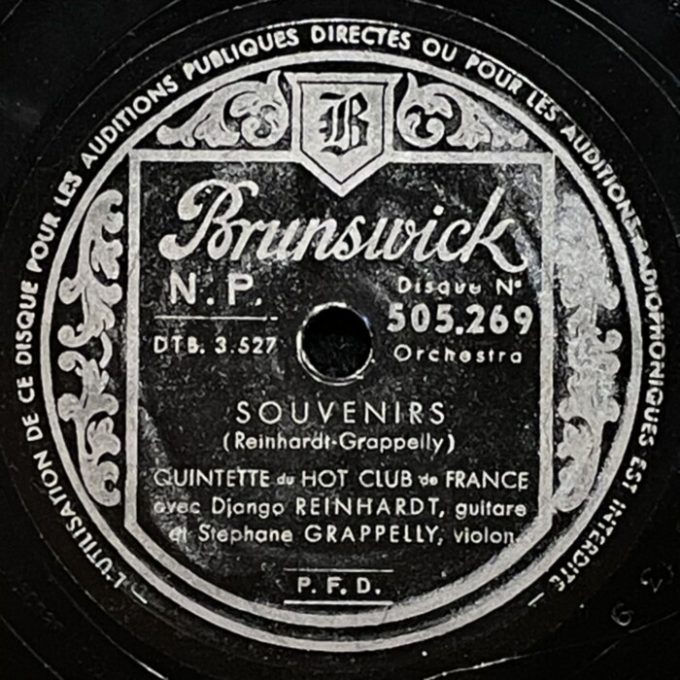 - L'UTILISATION DE CE DISQUE POUR LES AUDITIONS PUBLIQUES DIRECTES OU POUR LES AUDITIONS RADIOPHONIQUES EST INTERDITE -
B
Brunswick
N. P.
Disque N°
505.269
DTB. 3.527
Orchestra
SOUVENIRS
(Reinhardt-Grappelly)
QUINTETTE du HOT CLUB de FRANCE
avec Django REINHARDT, guitare
et Stephane GRAPPELLY, violon
P. F. D.